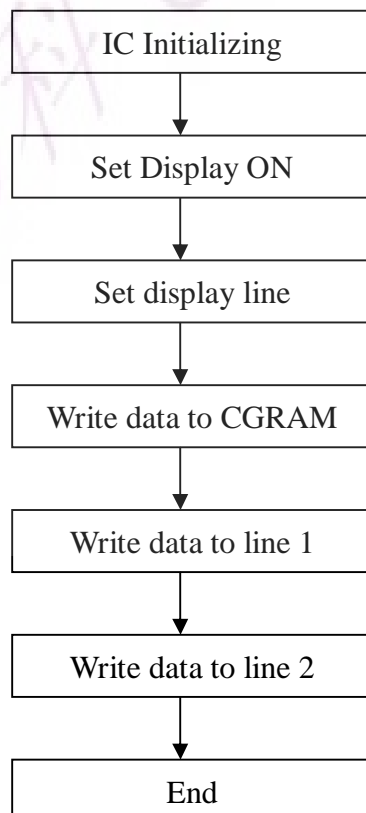 IC Initializing
Set Display ON
Set display line
Write data to CGRAM
Write data to line 1
Write data to line 2
End